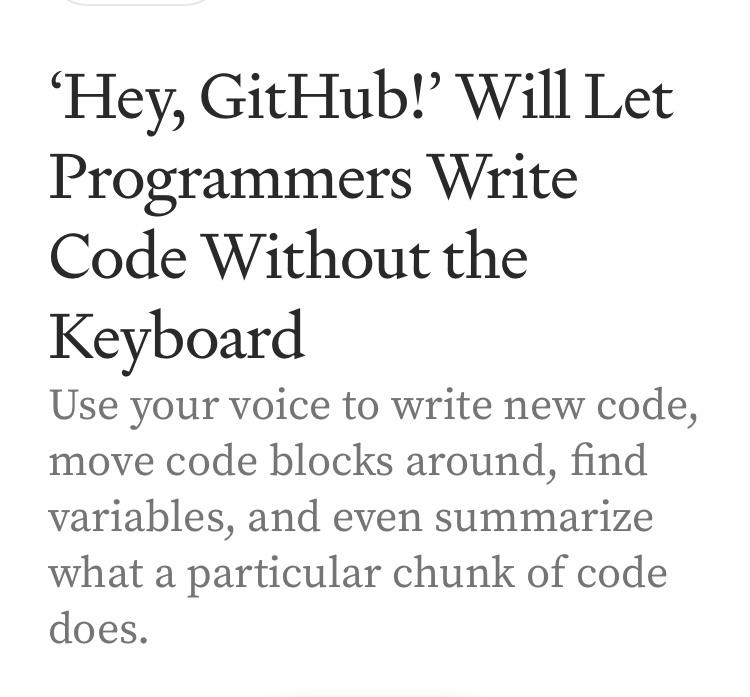 ‘Hey, GitHub!’ Will Let
Programmers Write
Code Without the
Keyboard
Use your voice to write new code,
move code blocks around, find
variables, and even summarize
what a particular chunk of code
does.